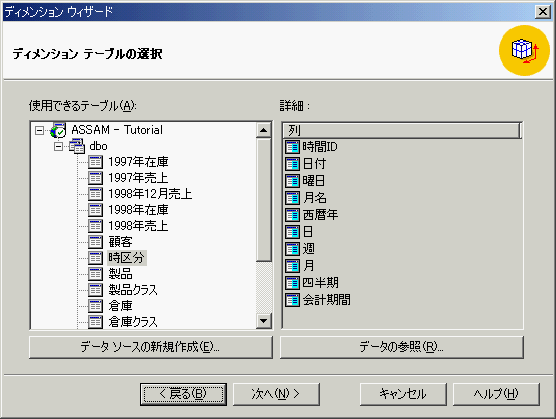 ディメンション ウィザード
ディメンション テーブルの選択
使用できるテーブル(A):
ASSAM - Tutorial
dbo
1997年在庫
1997年売上
1998年12月売上
1998年在庫
1998年売上
顧客
時区分
製品
製品クラス
倉庫
倉庫クラス
データ ソースの新規作成(E)...
詳細 :
列
時間ID
日付
曜日
月名
西暦年
日
週
月
四半期
会計期間
データの参照(R)...
< 戻る(B)
次へ(N) >
キャンセル
ヘルプ(H)